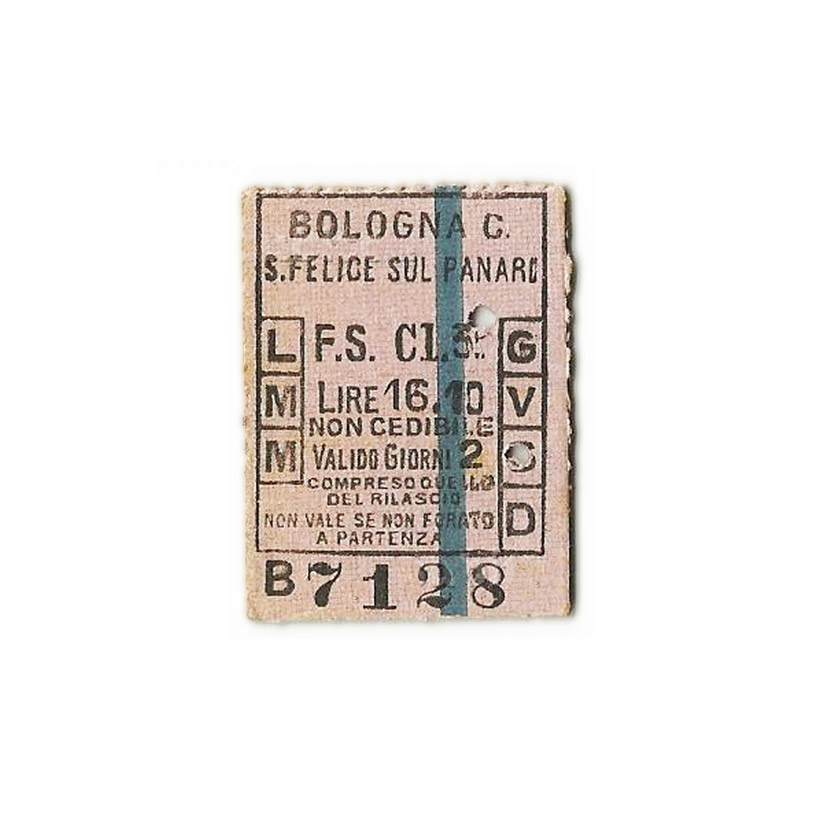 BOLOGNA C.
S.FELICE SUL PANARO
L F.S. Cl.3ª G
M LIRE 16.10 V
NON CEDIBILE
M VALIDO GIORNI 2 S
COMPRESO QUELLO
DEL RILASCIO
NON VALE SE NON FORATO D
A PARTENZA
B 7128